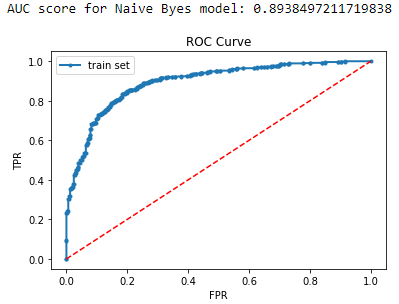 AUC score for Naive Byes model: 0.8938497211719838
ROC Curve
train set
TPR
1.0
0.8
0.6
0.4
0.2
0.0
0.0 0.2 0.4 0.6 0.8 1.0
FPR